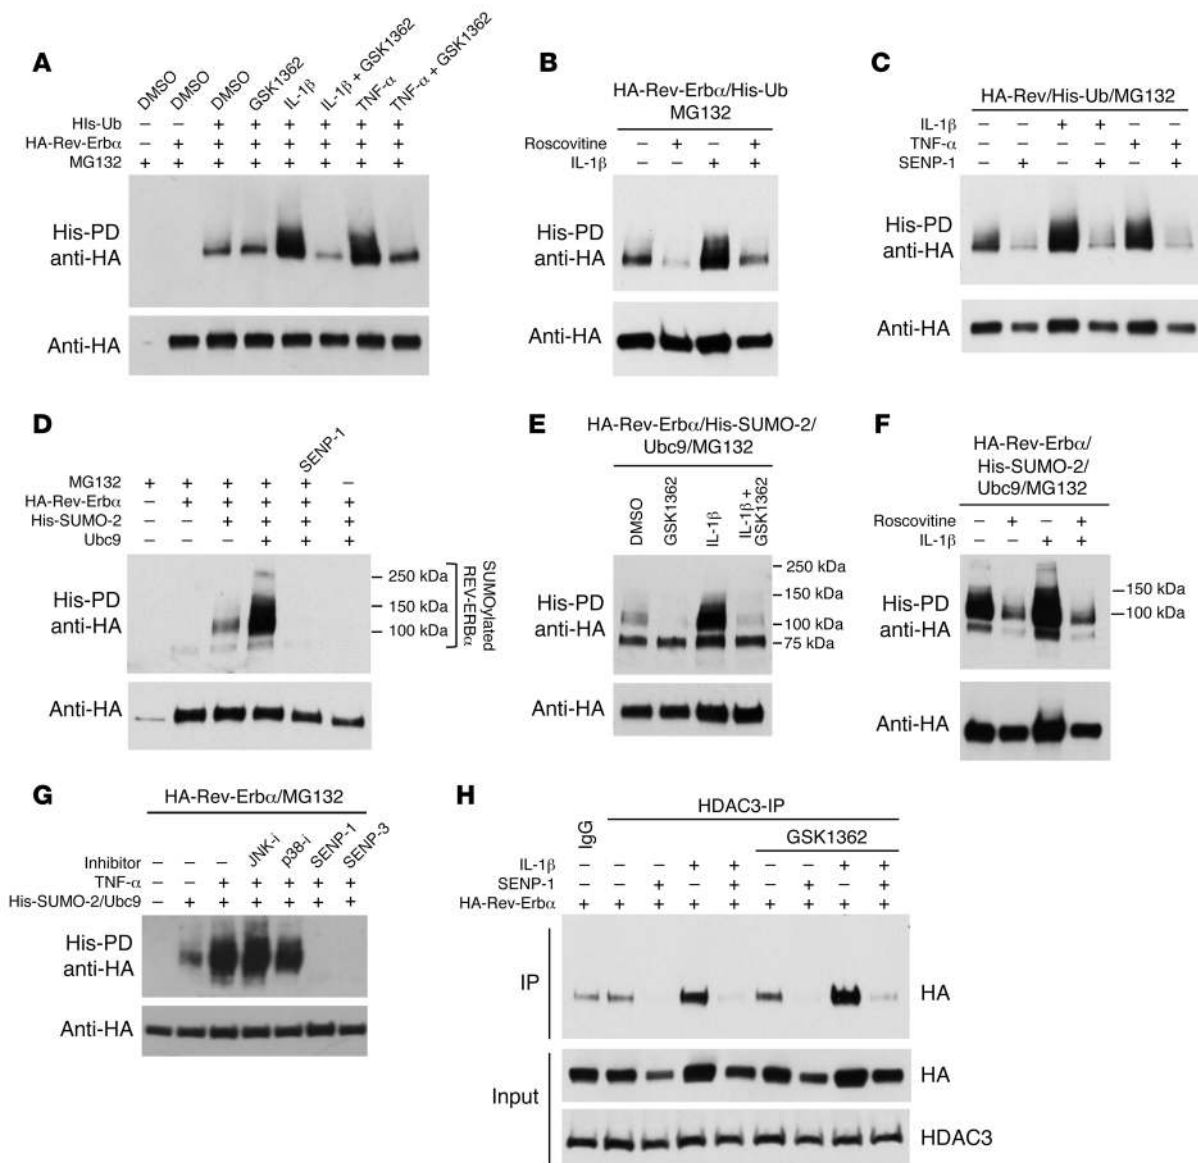 A
DMSO DMSO DMSO GSK1362 IL-1β IL-1β + GSK1362 TNF-α TNF-α + GSK1362
HIs-Ub – – + + + + + +
HA-Rev-Erbα – + + + + + + +
MG132 + + + + + + + +
His-PD
anti-HA
Anti-HA
B
HA-Rev-Erbα/His-Ub
MG132
Roscovitine – + – +
IL-1β – – + +
His-PD
anti-HA
Anti-HA
C
HA-Rev/His-Ub/MG132
IL-1β – – + + – –
TNF-α – – – – + +
SENP-1 – + – + – +
His-PD
anti-HA
Anti-HA
D
SENP-1
MG132 + + + + + –
HA-Rev-Erbα – + + + + +
His-SUMO-2 – – + + + +
Ubc9 – – – + + +
His-PD
anti-HA
250 kDa
150 kDa
100 kDa
SUMOylated
REV-ERBα
Anti-HA
E
HA-Rev-Erbα/His-SUMO-2/
Ubc9/MG132
DMSO GSK1362 IL-1β IL-1β + GSK1362
His-PD
anti-HA
250 kDa
150 kDa
100 kDa
75 kDa
Anti-HA
F
HA-Rev-Erbα/
His-SUMO-2/
Ubc9/MG132
Roscovitine – + – +
IL-1β – – + +
His-PD
anti-HA
150 kDa
100 kDa
Anti-HA
G
HA-Rev-Erbα/MG132
Inhibitor – – – JNK-i p38-i SENP-1 SENP-3
TNF-α – – + + + + +
His-SUMO-2/Ubc9 – + + + + + +
His-PD
anti-HA
Anti-HA
H
HDAC3-IP
IgG
GSK1362
IL-1β – – – + + – – + +
SENP-1 – – + – + – + – +
HA-Rev-Erbα + + + + + + + + +
IP
HA
Input
HA
HDAC3